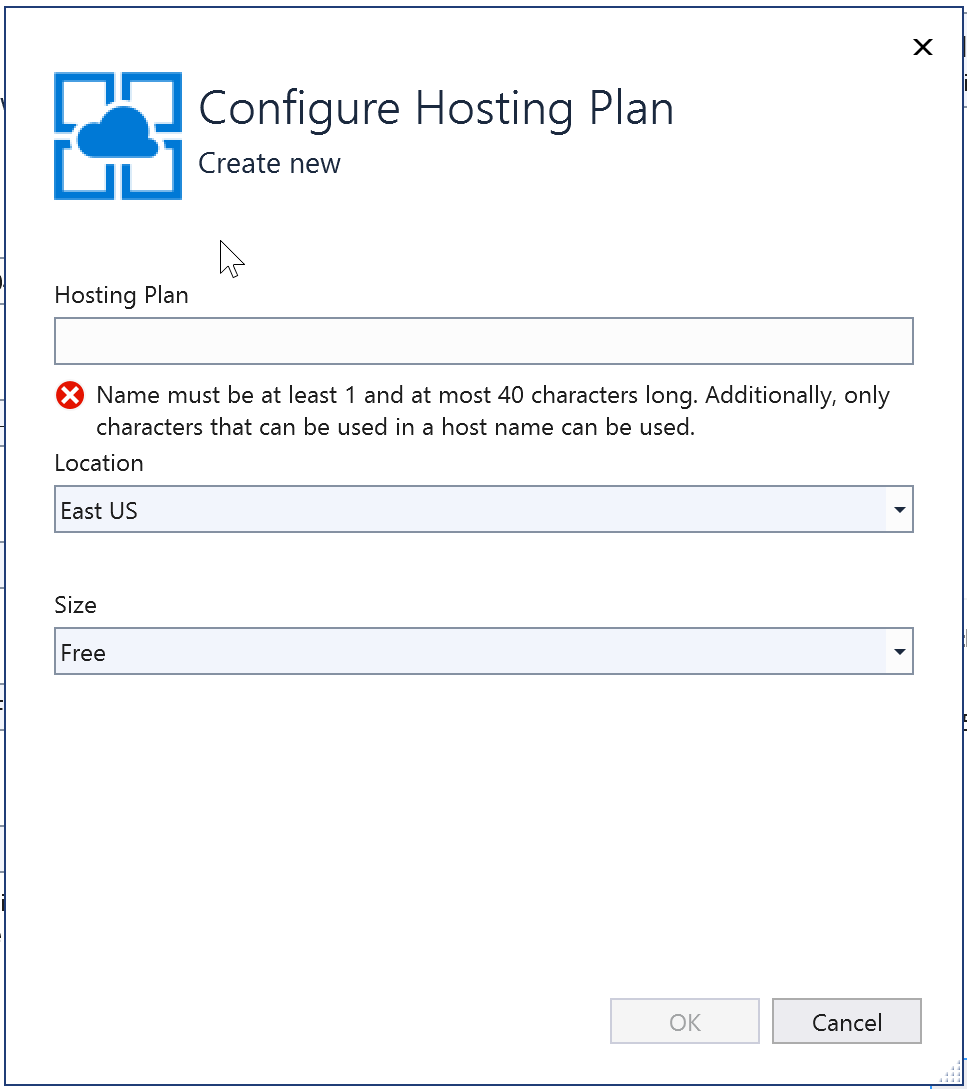 Configure Hosting Plan
Create new
Hosting Plan
Name must be at least 1 and at most 40 characters long. Additionally, only
characters that can be used in a host name can be used.
Location
East US
Size
Free
OK
Cancel